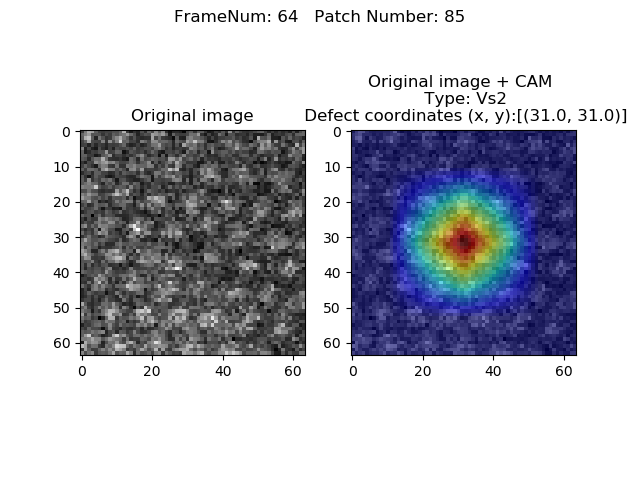 FrameNum: 64   Patch Number: 85
Original image
Original image + CAM
Type: Vs2
Defect coordinates (x, y):[(31.0, 31.0)]
0
10
20
30
40
50
60
0 20 40 60
0
10
20
30
40
50
60
0 20 40 60